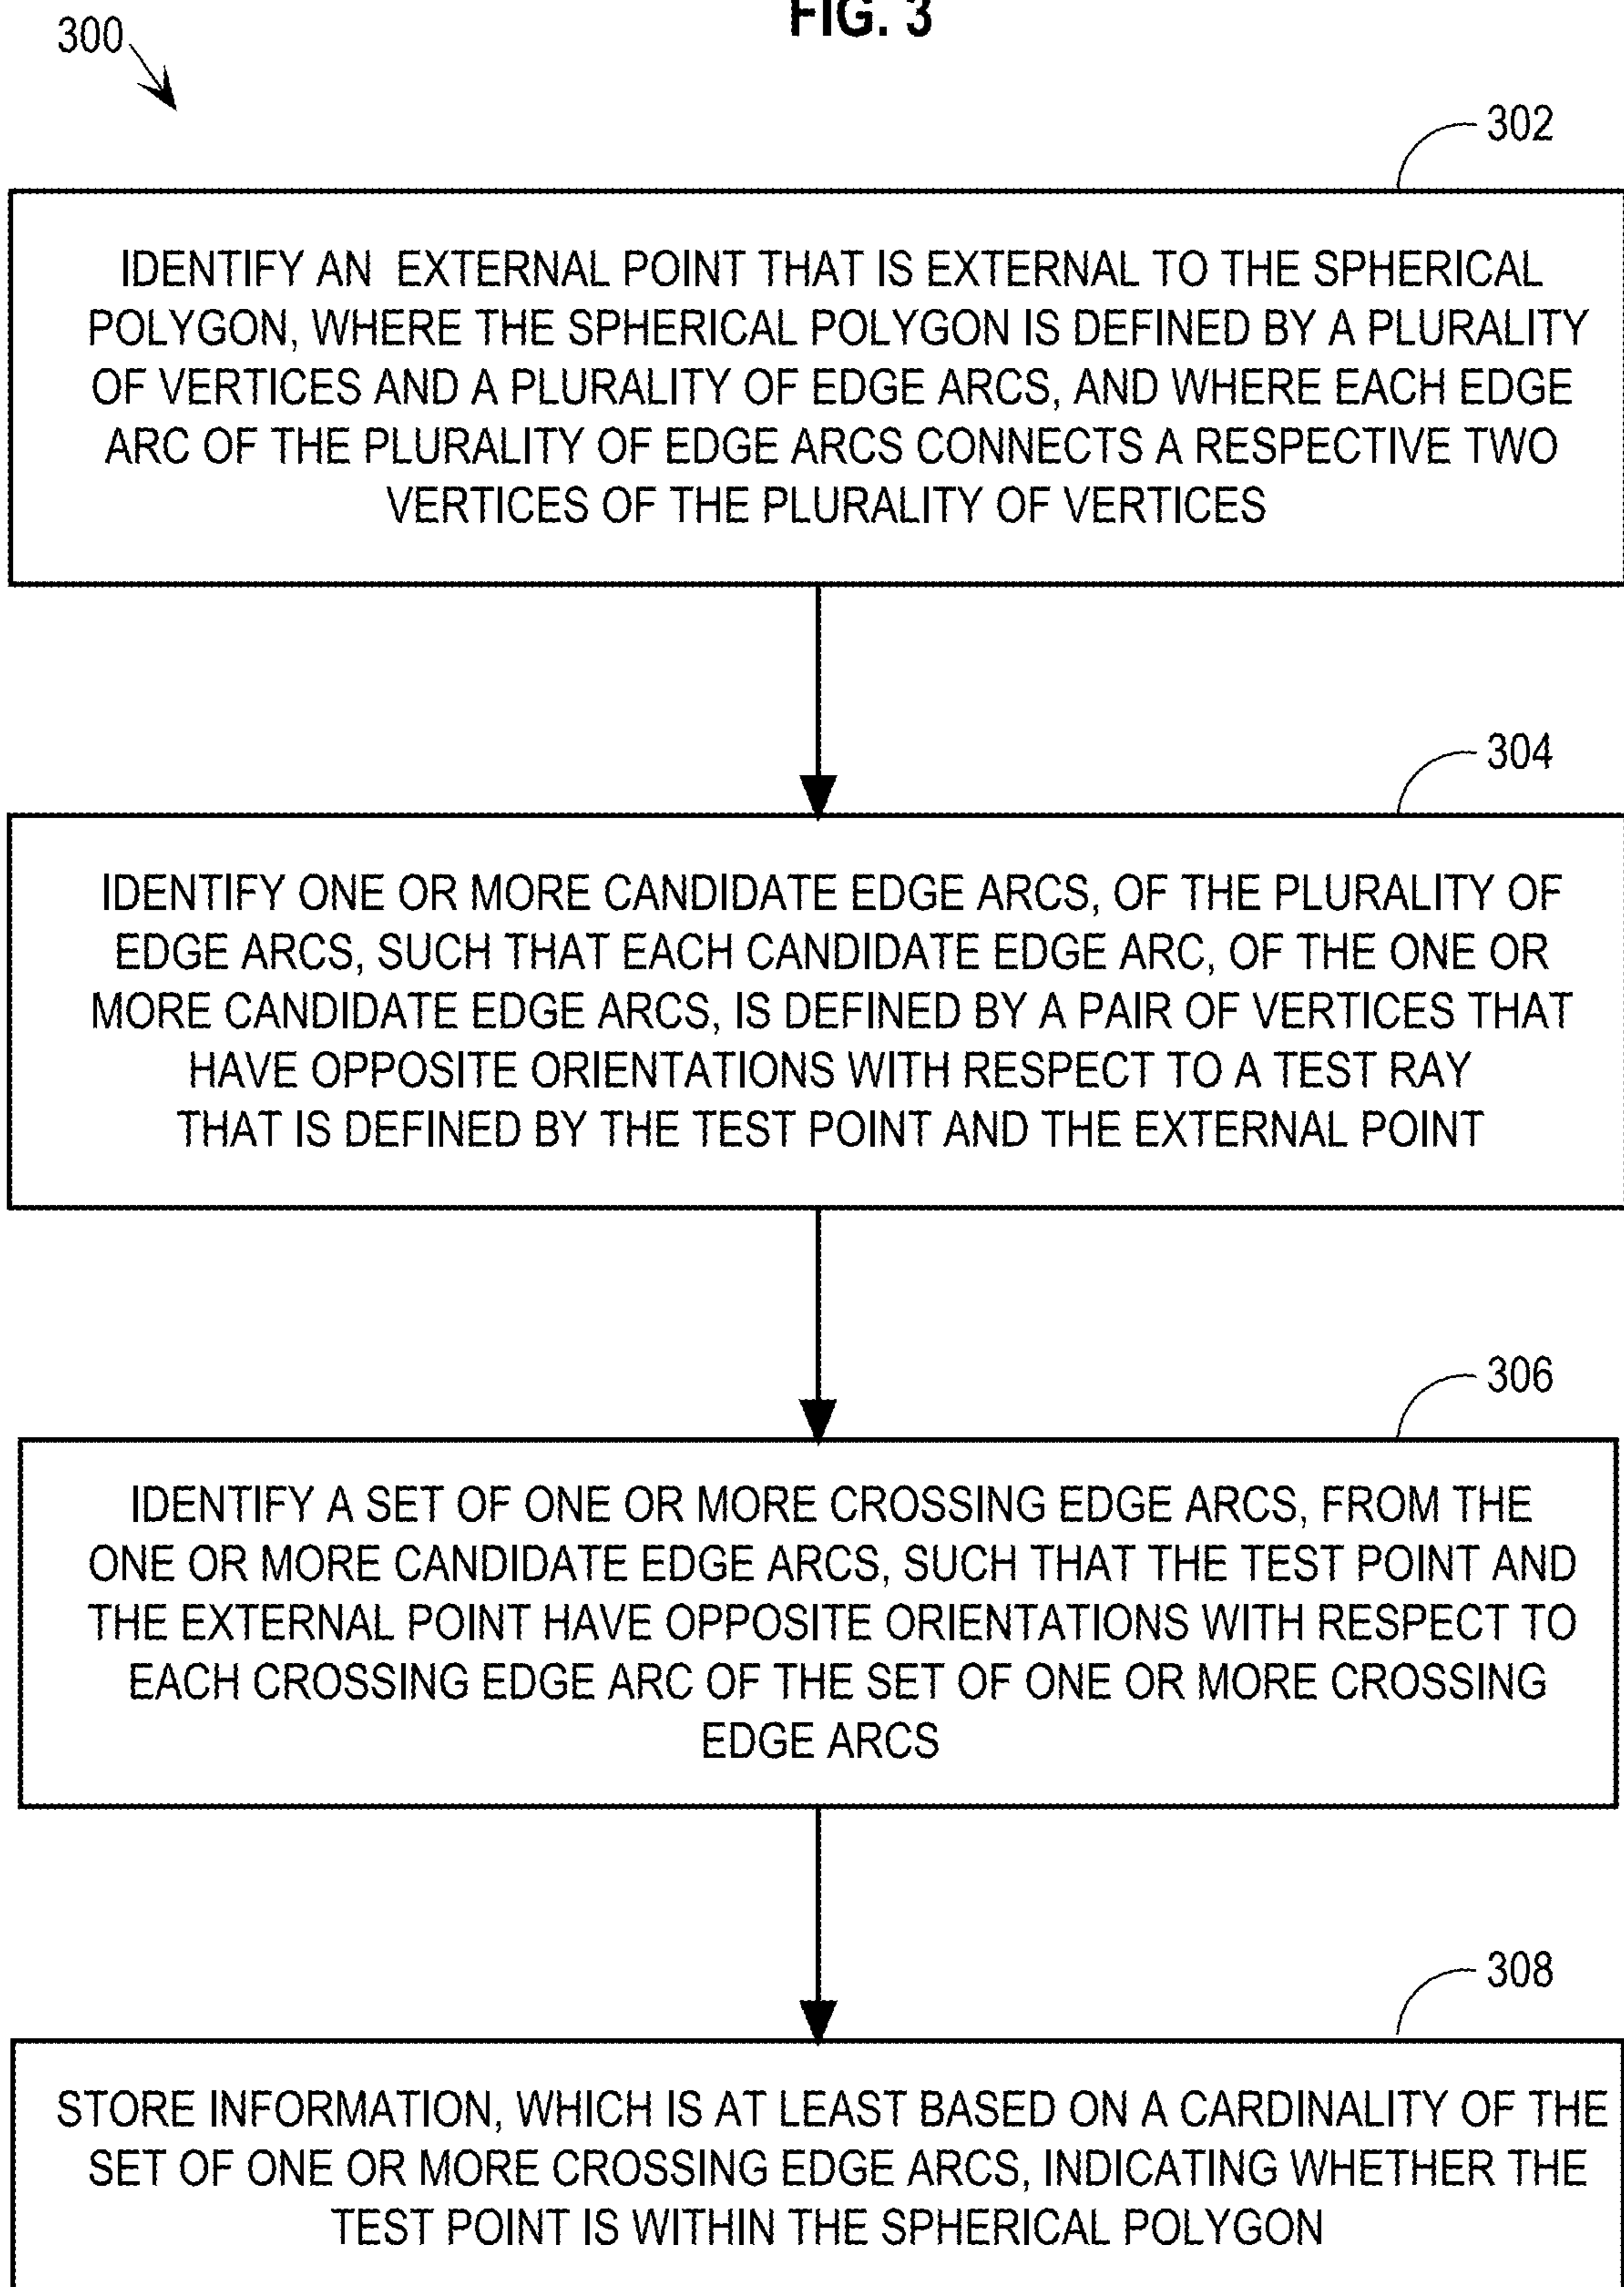 FIG. 3
300
302
IDENTIFY AN EXTERNAL POINT THAT IS EXTERNAL TO THE SPHERICAL
POLYGON, WHERE THE SPHERICAL POLYGON IS DEFINED BY A PLURALITY
OF VERTICES AND A PLURALITY OF EDGE ARCS, AND WHERE EACH EDGE
ARC OF THE PLURALITY OF EDGE ARCS CONNECTS A RESPECTIVE TWO
VERTICES OF THE PLURALITY OF VERTICES
304
IDENTIFY ONE OR MORE CANDIDATE EDGE ARCS, OF THE PLURALITY OF
EDGE ARCS, SUCH THAT EACH CANDIDATE EDGE ARC, OF THE ONE OR
MORE CANDIDATE EDGE ARCS, IS DEFINED BY A PAIR OF VERTICES THAT
HAVE OPPOSITE ORIENTATIONS WITH RESPECT TO A TEST RAY
THAT IS DEFINED BY THE TEST POINT AND THE EXTERNAL POINT
306
IDENTIFY A SET OF ONE OR MORE CROSSING EDGE ARCS, FROM THE
ONE OR MORE CANDIDATE EDGE ARCS, SUCH THAT THE TEST POINT AND
THE EXTERNAL POINT HAVE OPPOSITE ORIENTATIONS WITH RESPECT TO
EACH CROSSING EDGE ARC OF THE SET OF ONE OR MORE CROSSING
EDGE ARCS
308
STORE INFORMATION, WHICH IS AT LEAST BASED ON A CARDINALITY OF THE
SET OF ONE OR MORE CROSSING EDGE ARCS, INDICATING WHETHER THE
TEST POINT IS WITHIN THE SPHERICAL POLYGON